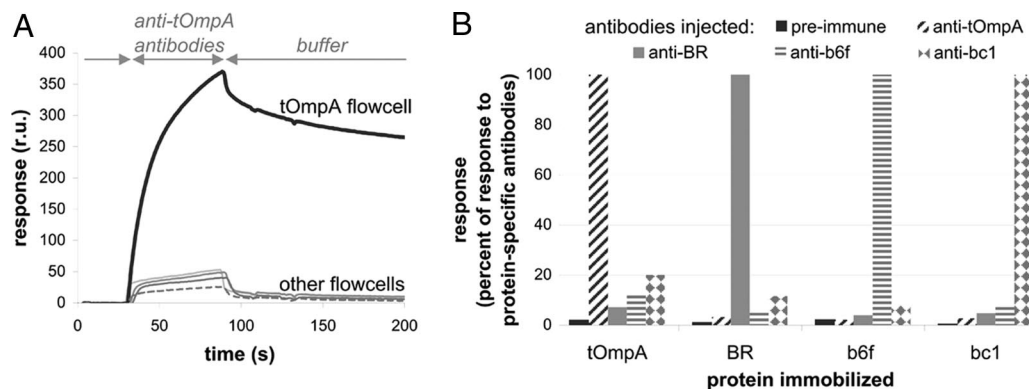 A
anti-tOmpA
antibodies
buffer
400
350
300
250
200
150
100
50
0
response (r.u.)
tOmpA flowcell
other flowcells
0
50
100
150
200
time (s)
B
antibodies injected:
pre-immune
anti-tOmpA
anti-BR
anti-b6f
anti-bc1
response
(percent of response to
protein-specific antibodies)
100
80
60
40
20
0
tOmpA
BR
b6f
bc1
protein immobilized